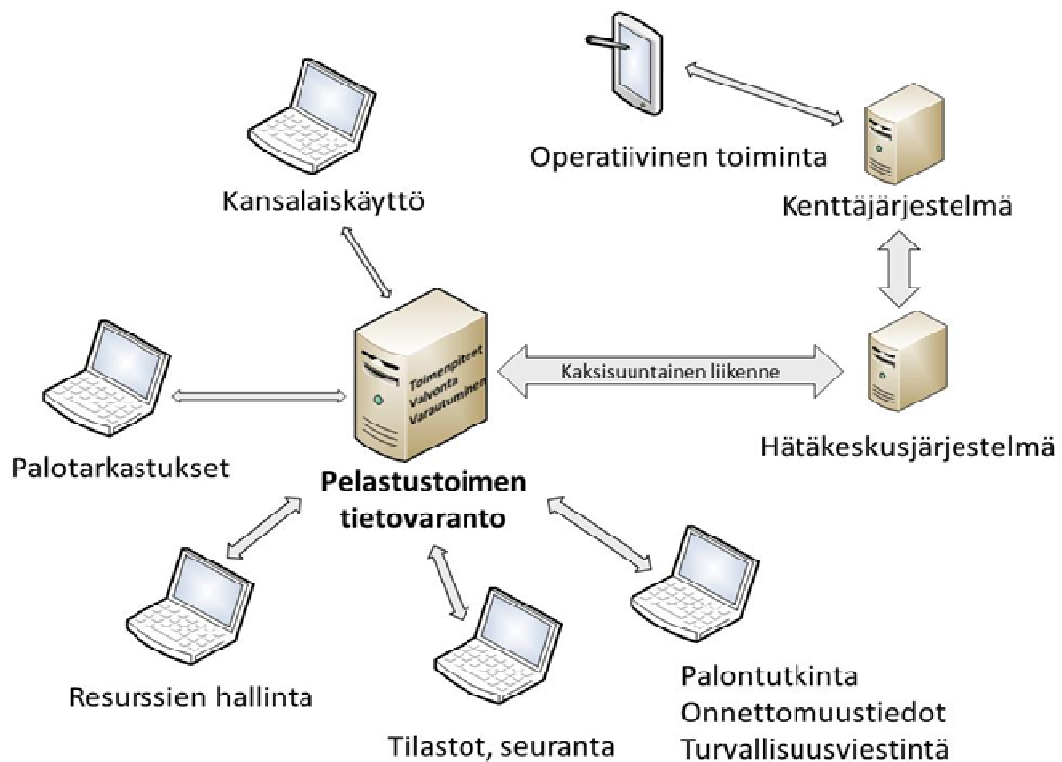 Operatiivinen toiminta
Kansalaiskäyttö
Kenttäjärjestelmä
Toimenpiteet
Valvonta
Varautuminen
Kaksisuuntainen liikenne
Hätäkeskusjärjestelmä
Palotarkastukset
Pelastustoimen
tietovaranto
Resurssien hallinta
Tilastot, seuranta
Palontutkinta
Onnettomuustiedot
Turvallisuusviestintä